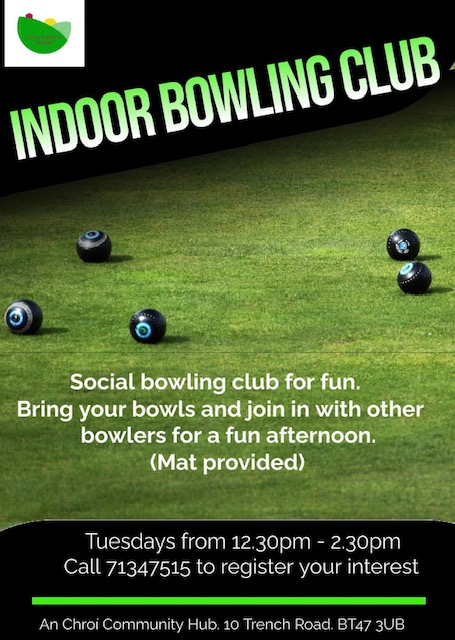 INDOOR BOWLING CLUB
Social bowling club for fun.
Bring your bowls and join in with other
bowlers for a fun afternoon.
(Mat provided)
Tuesdays from 12.30pm - 2.30pm
Call 71347515 to register your interest
An Chroí Community Hub. 10 Trench Road. BT47 3UB